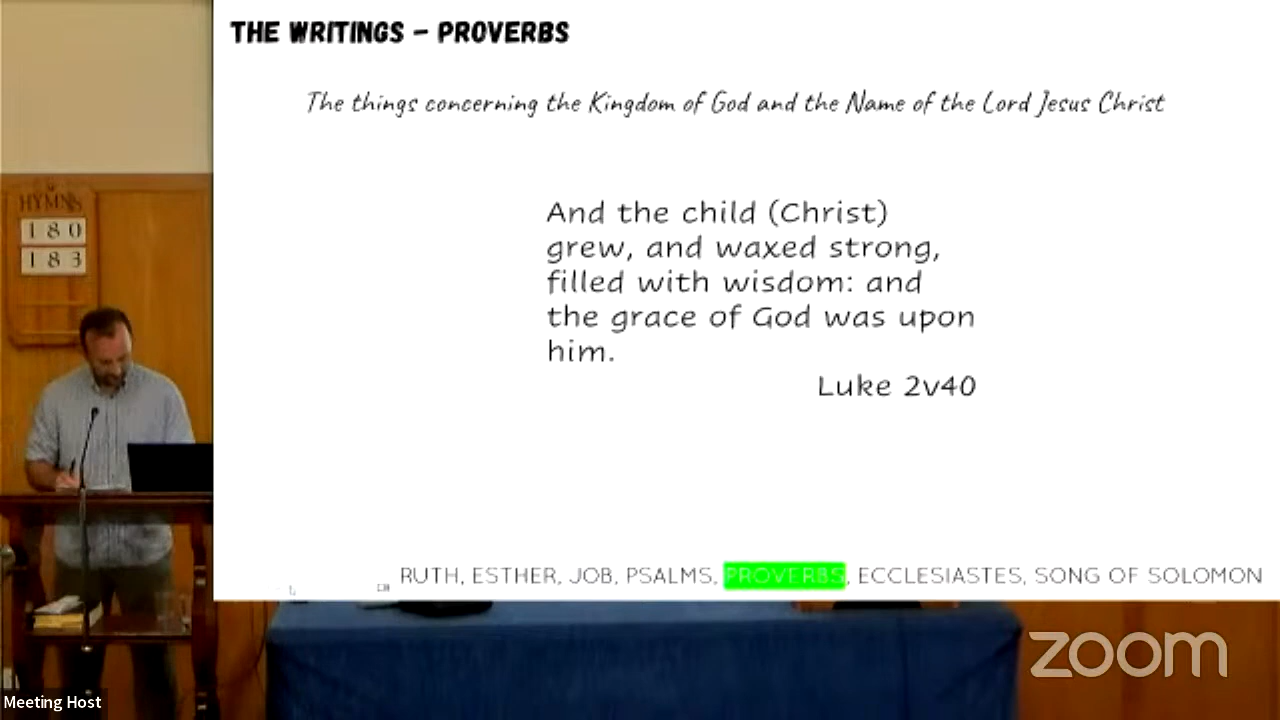 THE WRITINGS - PROVERBS
The things concerning the Kingdom of God and the Name of the Lord Jesus Christ
HYMNS
180
183
And the child (Christ)
grew, and waxed strong,
filled with wisdom: and
the grace of God was upon
him.
Luke 2v40
RUTH, ESTHER, JOB, PSALMS, PROVERBS, ECCLESIASTES, SONG OF SOLOMON
zoom
Meeting Host